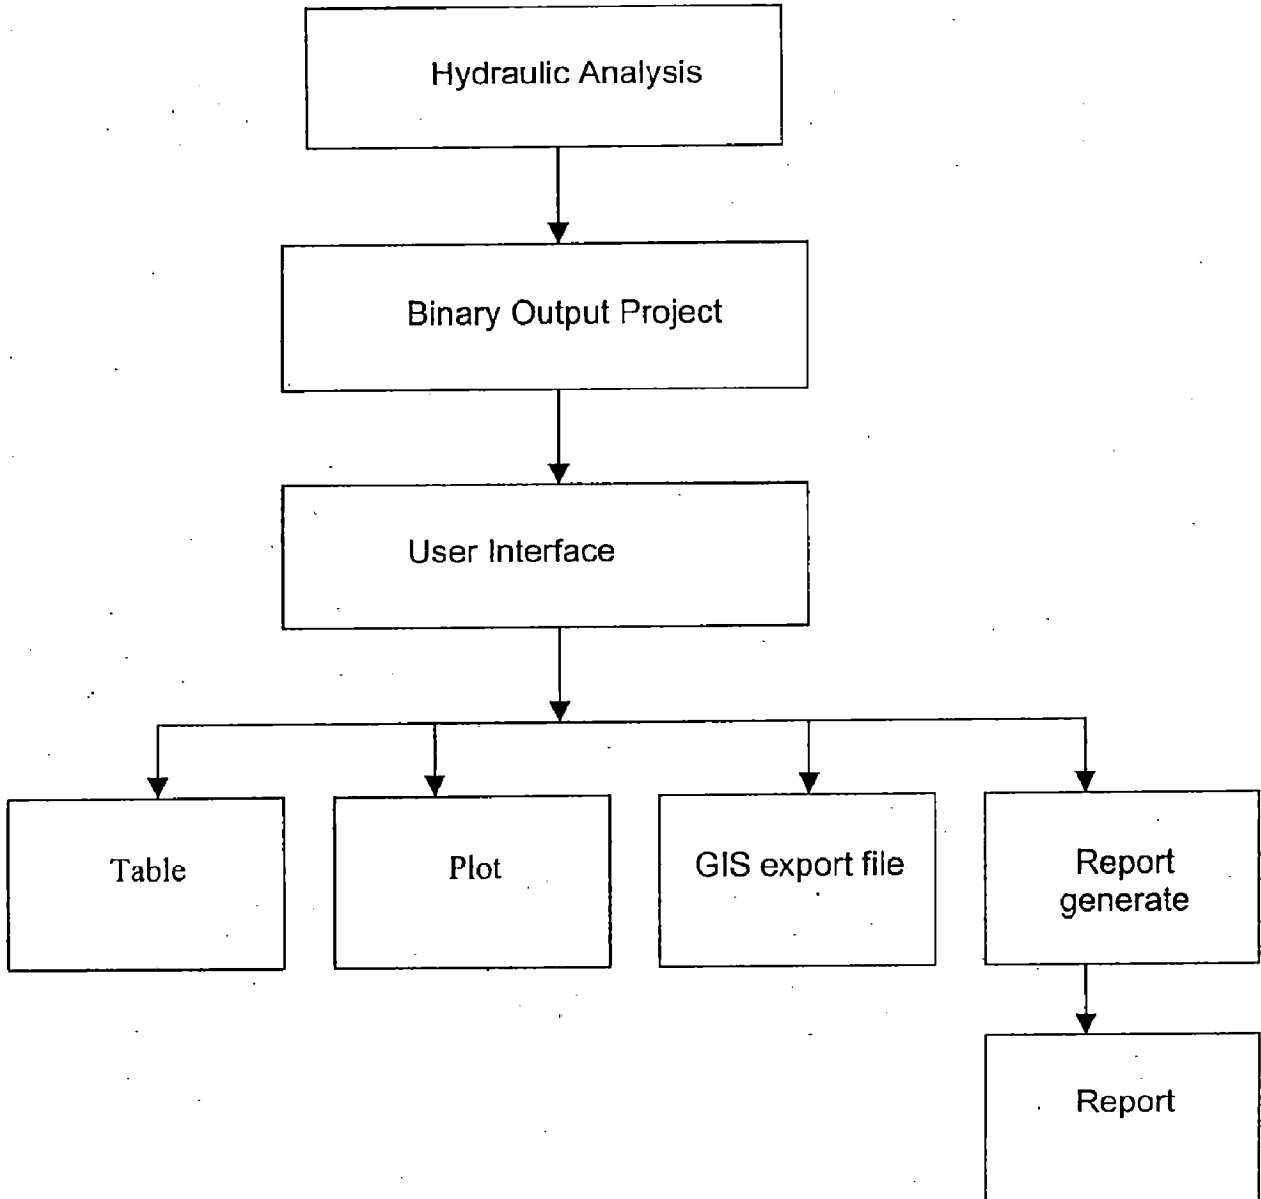 Hydraulic Analysis
Binary Output Project
User Interface
Table
Plot
GIS export file
Report
generate
Report